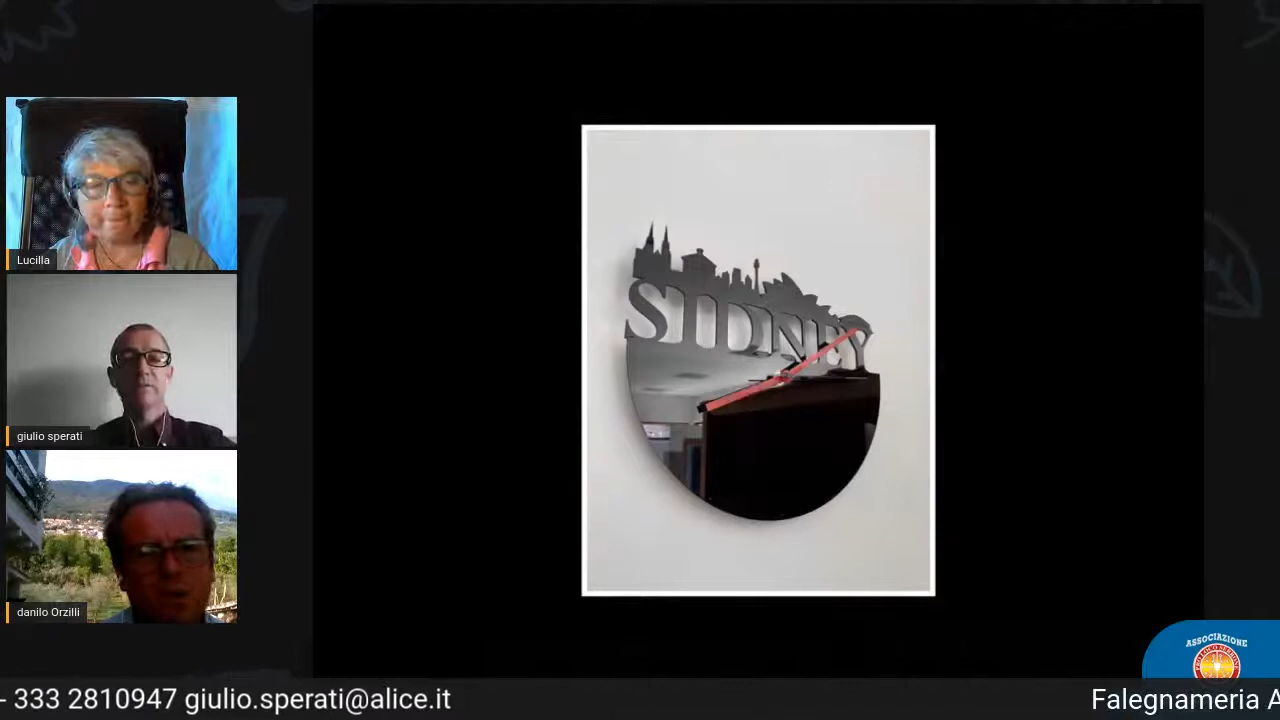 Lucilla
giulio sperati
danilo Orzilli
SIDNEY
ASSOCIAZIONE
- 333 2810947 giulio.sperati@alice.it
Falegnameria A